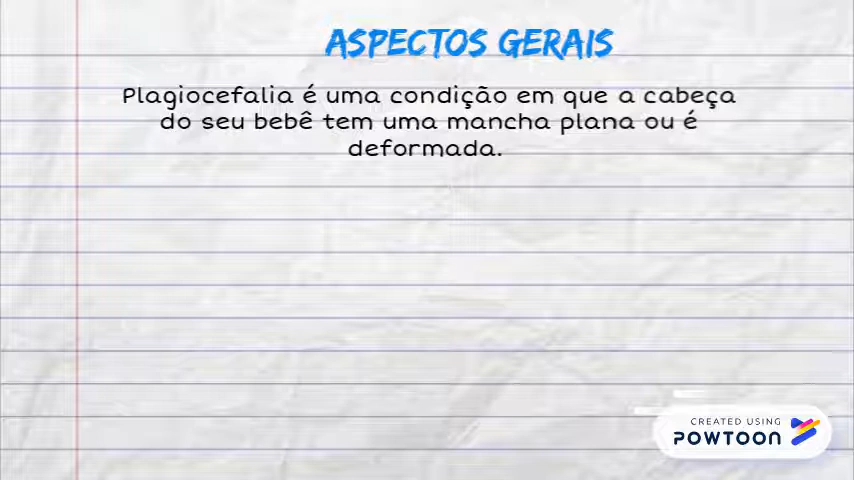 ASPECTOS GERAIS
Plagiocefalia é uma condição em que a cabeça
do seu bebê tem uma mancha plana ou é
deformada.
CREATED USING
POWTOON